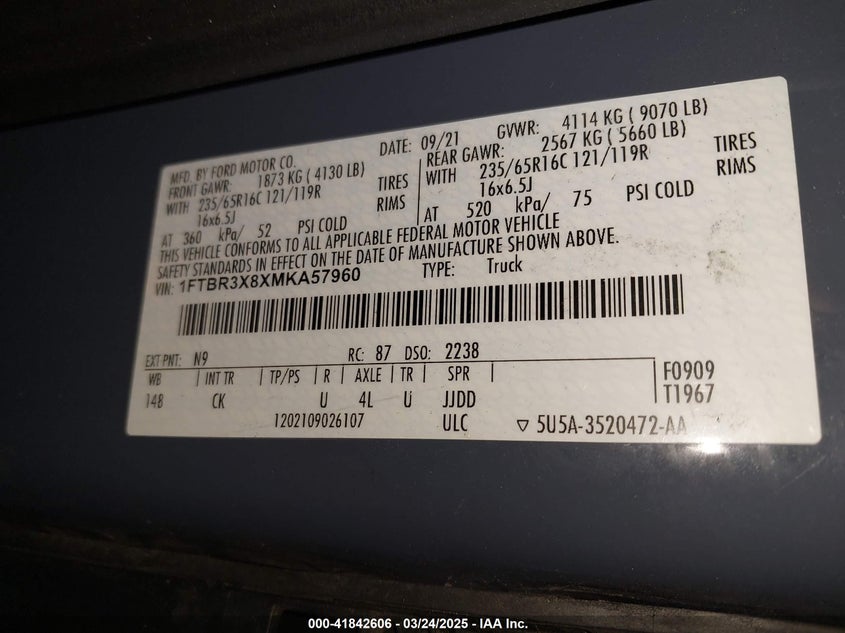 MFD. BY FORD MOTOR CO. DATE: 09/21 GVWR: 4114 KG ( 9070 LB)
FRONT GAWR: 1873 KG ( 4130 LB) REAR GAWR: 2567 KG ( 5660 LB)
WITH 235/65R16C 121/119R TIRES WITH 235/65R16C 121/119R TIRES
16x6.5J RIMS 16x6.5J RIMS
AT 360 kPa/ 52 PSI COLD AT 520 kPa/ 75 PSI COLD
THIS VEHICLE CONFORMS TO ALL APPLICABLE FEDERAL MOTOR VEHICLE
SAFETY STANDARDS IN EFFECT ON THE DATE OF MANUFACTURE SHOWN ABOVE.
VIN: 1FTBR3X8XMKA57960 TYPE: Truck
EXT PNT: N9 RC: 87 DSO: 2238
WB INT TR TP/PS R AXLE TR SPR F0909
148 CK U 4L U JJDD T1967
1202109026107 ULC ▽ 5U5A-3520472-AA
000-41842606 - 03/24/2025 - IAA Inc.